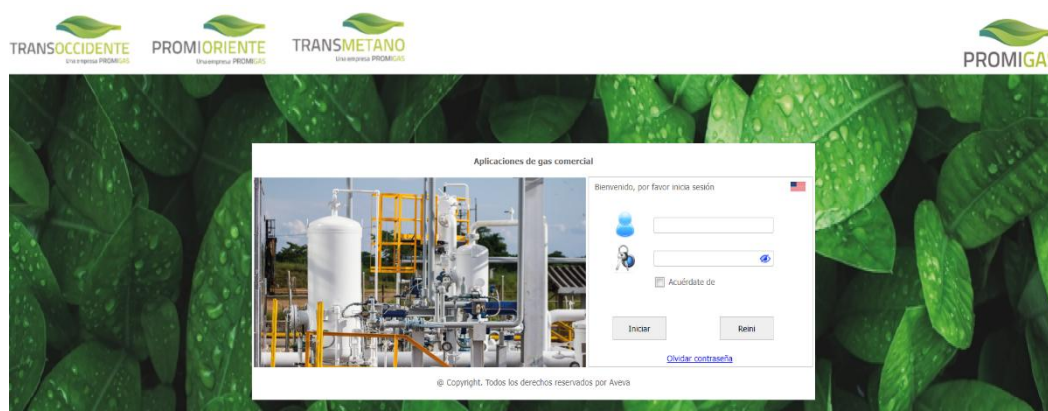 TRANSOCCIDENTE
Una empresa PROMIGAS
PROMIORIENTE
Una empresa PROMIGAS
TRANSMETANO
Una empresa PROMIGAS
PROMIGAS
Aplicaciones de gas comercial
Bienvenido, por favor inicia sesión
Acuérdate de
Iniciar
Reini
Olvidar contraseña
@ Copyright. Todos los derechos reservados por Aveva